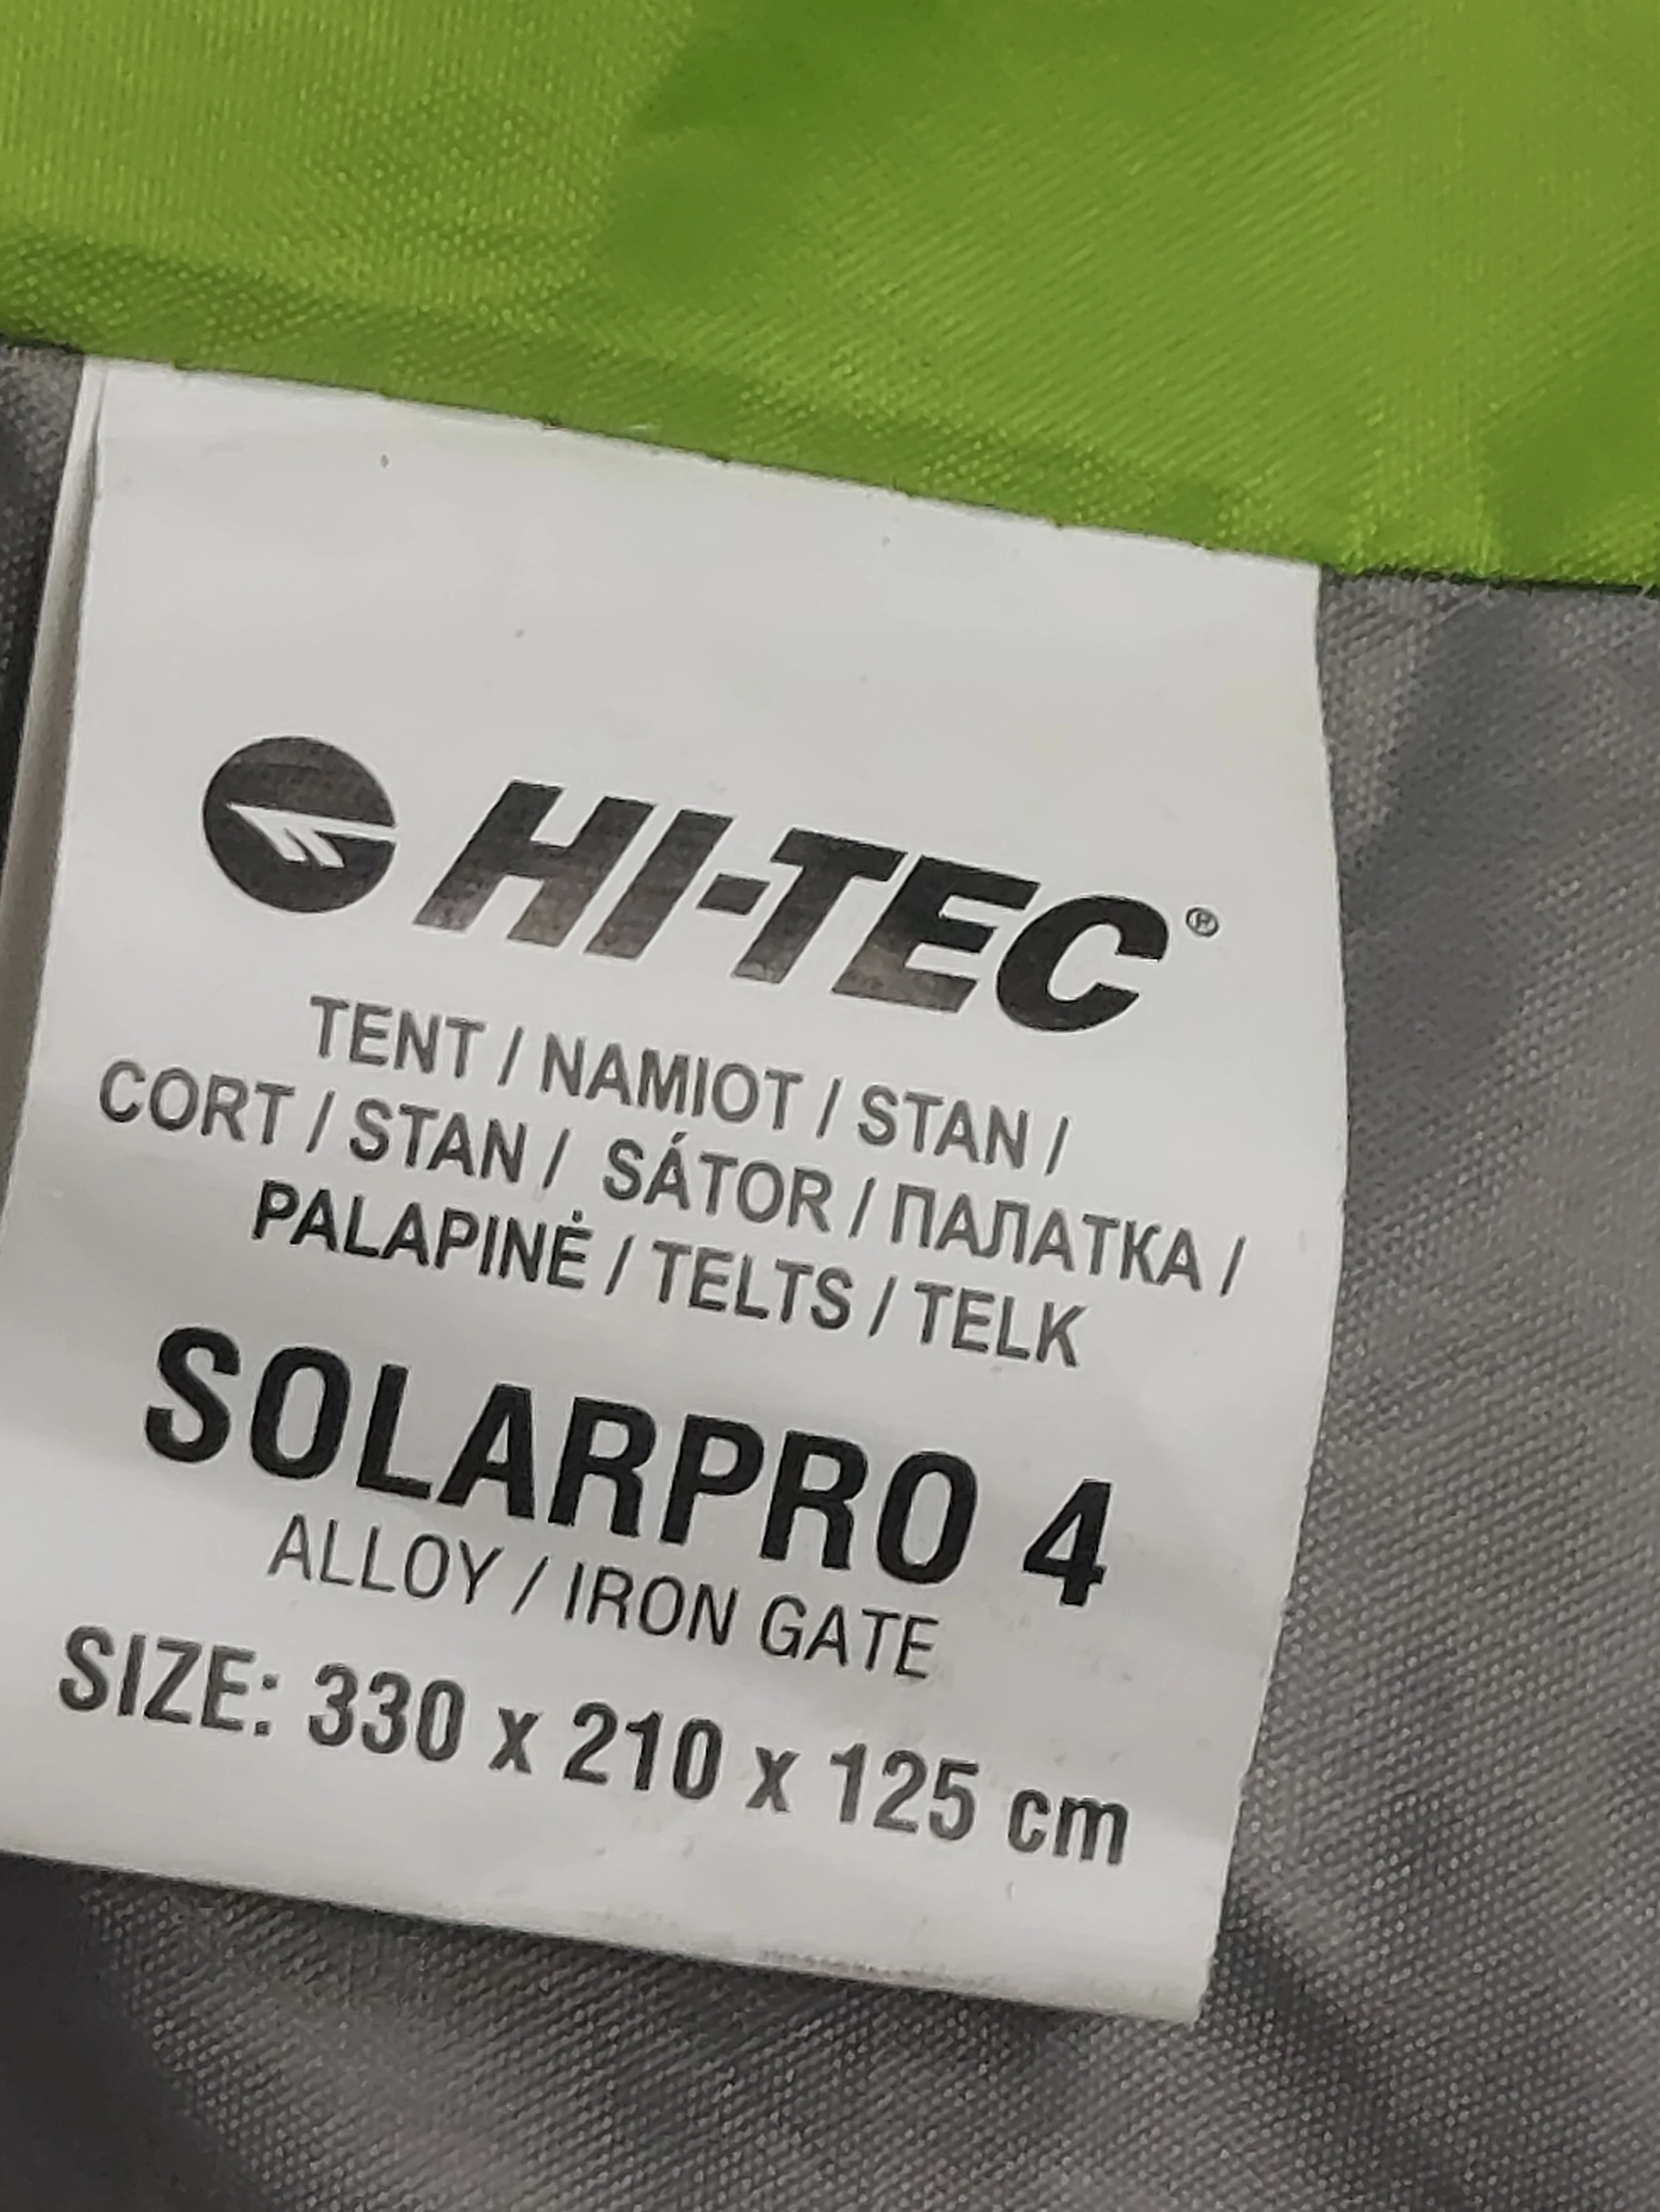 HI-TEC®
TENT / NAMIOT / STAN /
CORT / STAN / SÁTOR / ПАЛАТКА /
PALAPINĖ / TELTS / TELK
SOLARPRO 4
ALLOY / IRON GATE
SIZE: 330 x 210 x 125 cm